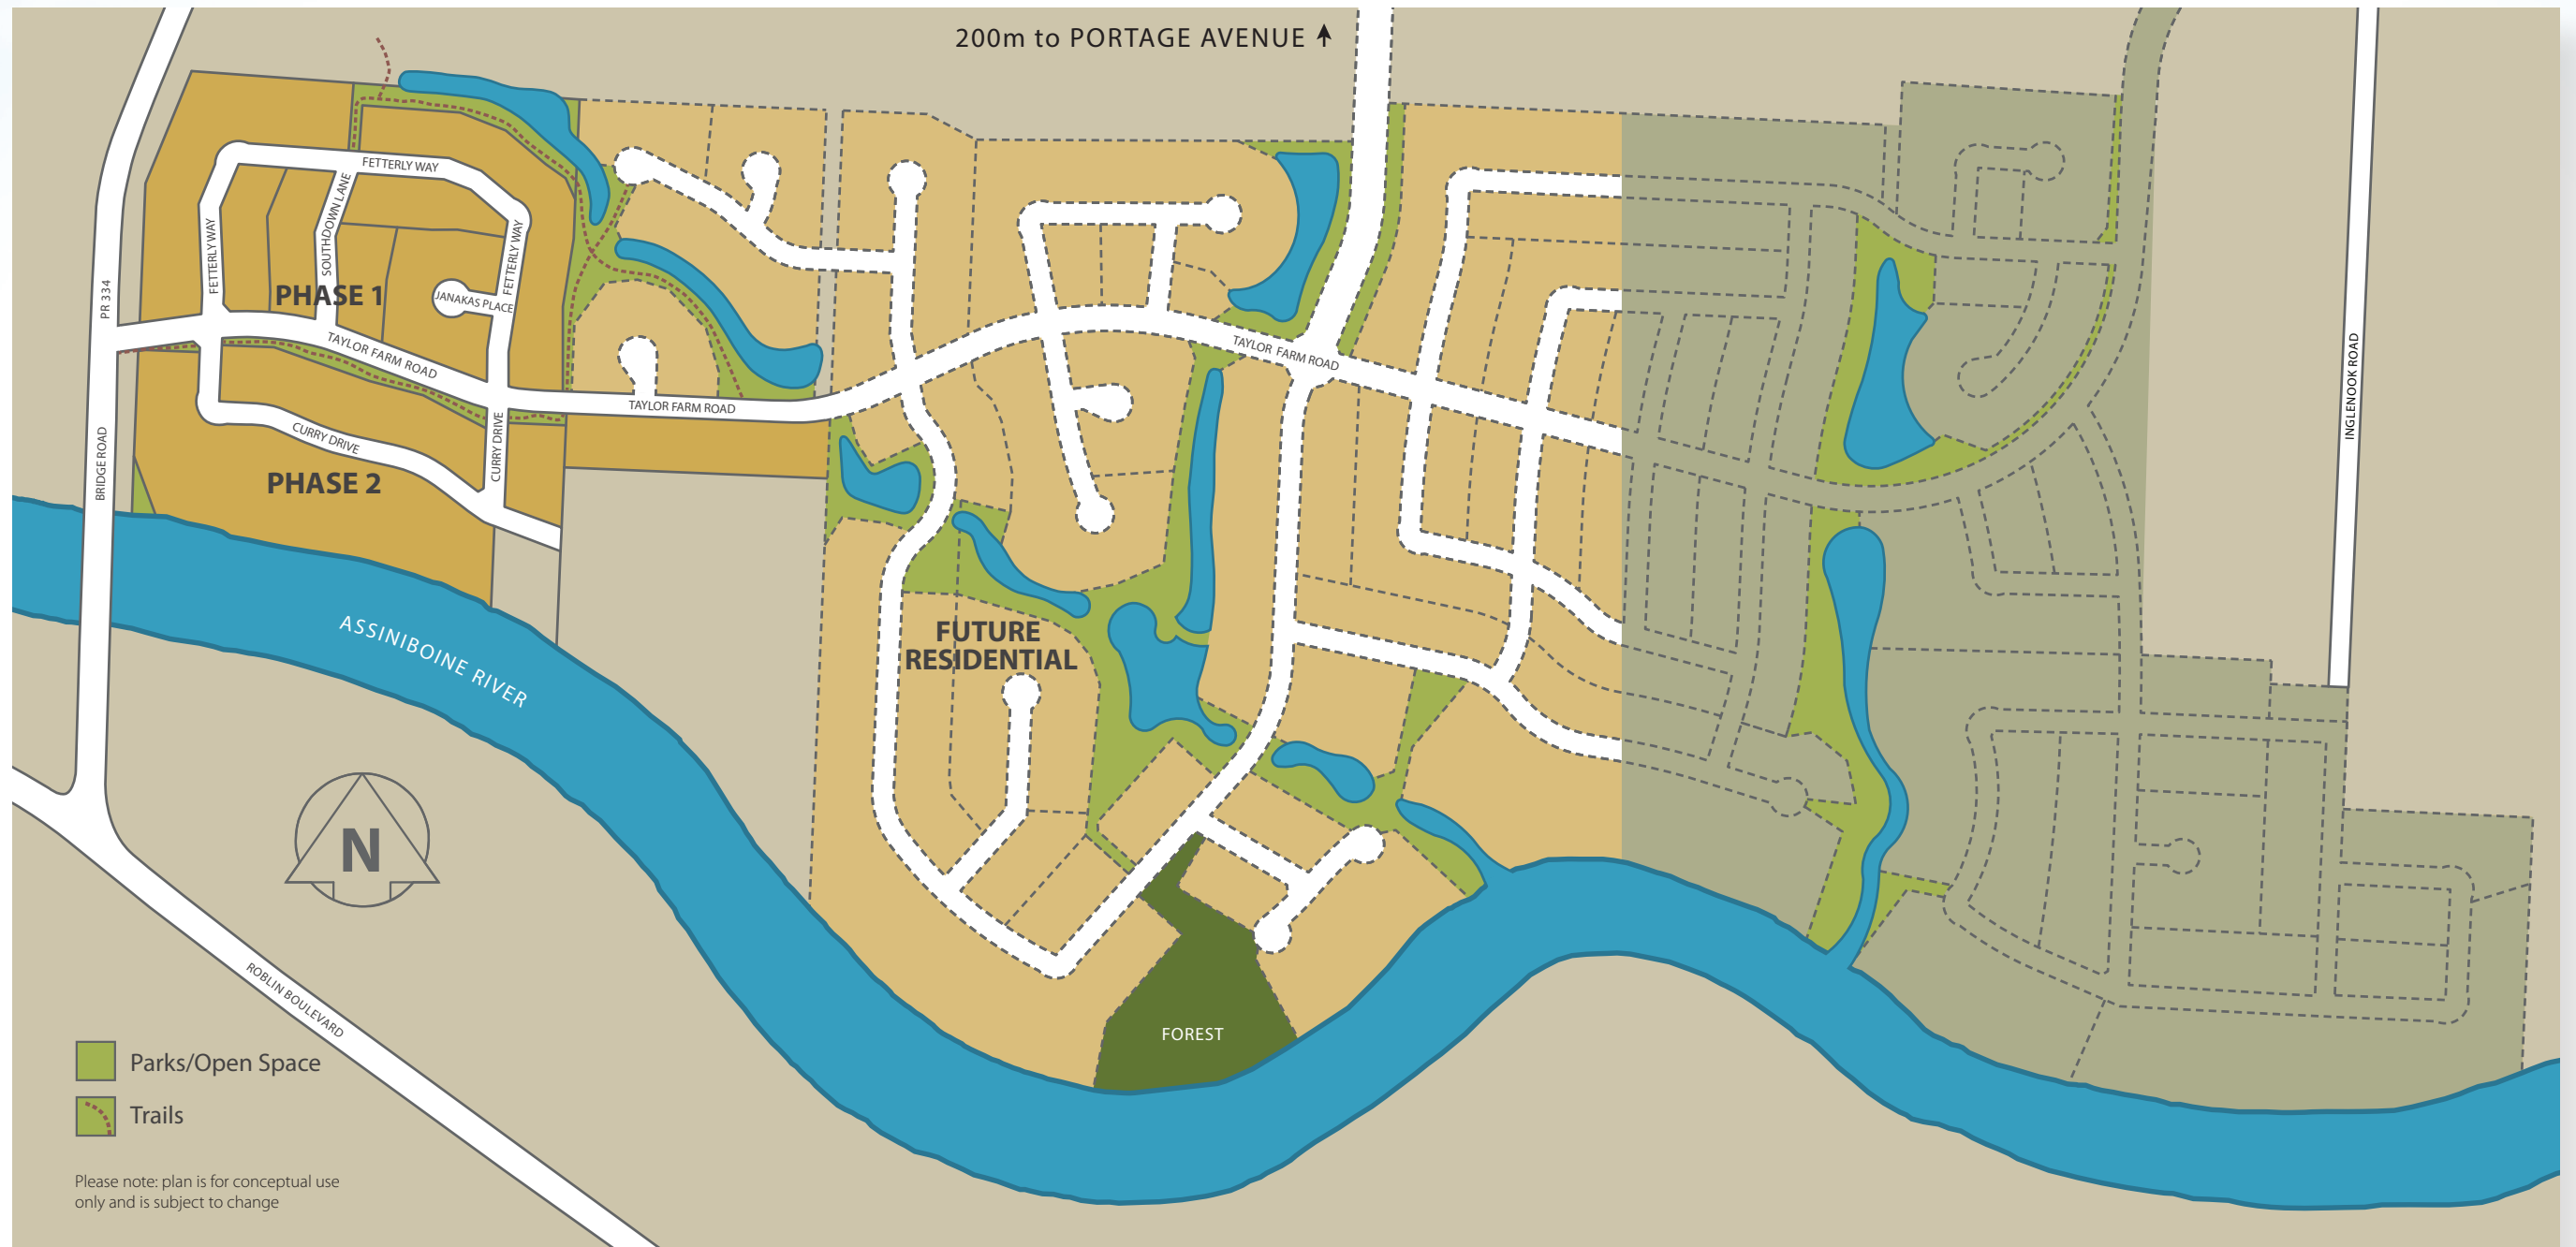 200m to PORTAGE AVENUE
FETTERLY WAY
FETTERLY WAY
SOUTHDOWN LANE
FETTERLY WAY
PHASE 1
JANAKAS PLACE
PR 334
TAYLOR FARM ROAD
TAYLOR FARM ROAD
TAYLOR FARM ROAD
INGLENOOK ROAD
CURRY DRIVE
CURRY DRIVE
BRIDGE ROAD
PHASE 2
ASSINIBOINE RIVER
FUTURE
RESIDENTIAL
N
ROBLIN BOULEVARD
FOREST
Parks/Open Space
Trails
Please note: plan is for conceptual use
only and is subject to change